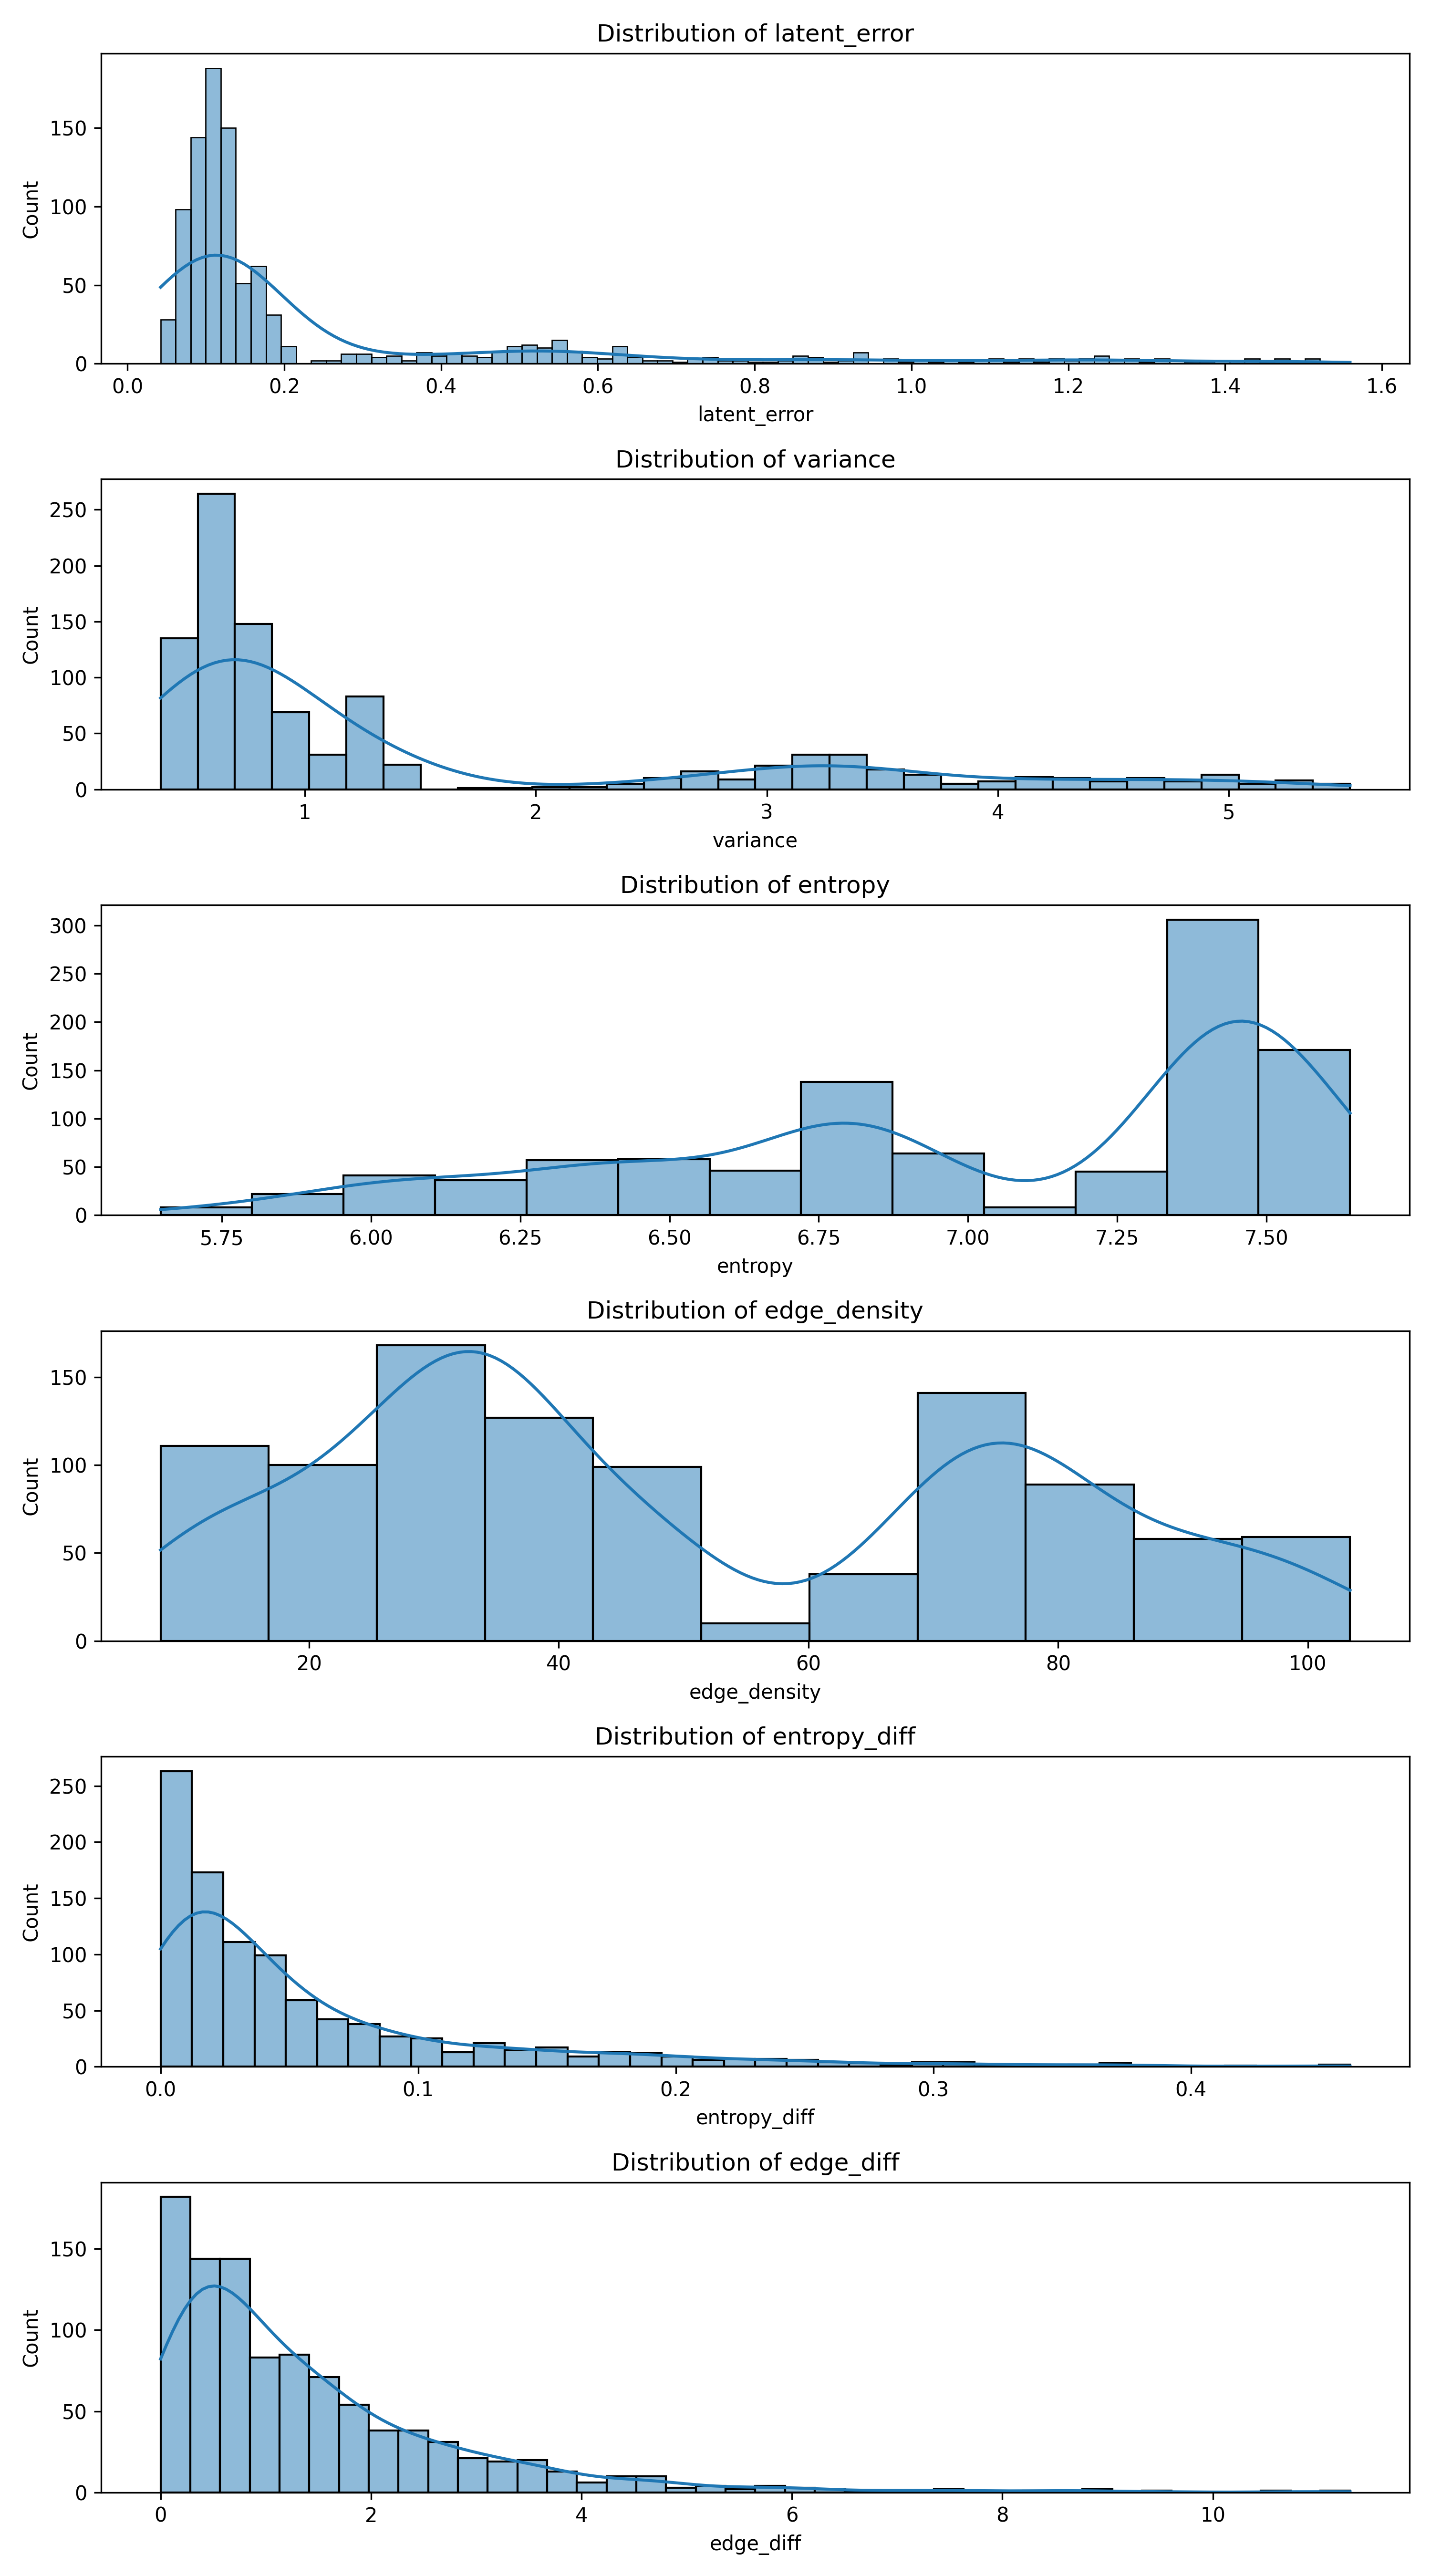 Distribution of latent_error
Count
150
100
50
0
0.0 0.2 0.4 0.6 0.8 1.0 1.2 1.4 1.6
latent_error
Distribution of variance
Count
250
200
150
100
50
0
1 2 3 4 5
variance
Distribution of entropy
Count
300
250
200
150
100
50
0
5.75 6.00 6.25 6.50 6.75 7.00 7.25 7.50
entropy
Distribution of edge_density
Count
150
100
50
0
20 40 60 80 100
edge_density
Distribution of entropy_diff
Count
250
200
150
100
50
0
0.0 0.1 0.2 0.3 0.4
entropy_diff
Distribution of edge_diff
Count
150
100
50
0
0 2 4 6 8 10
edge_diff